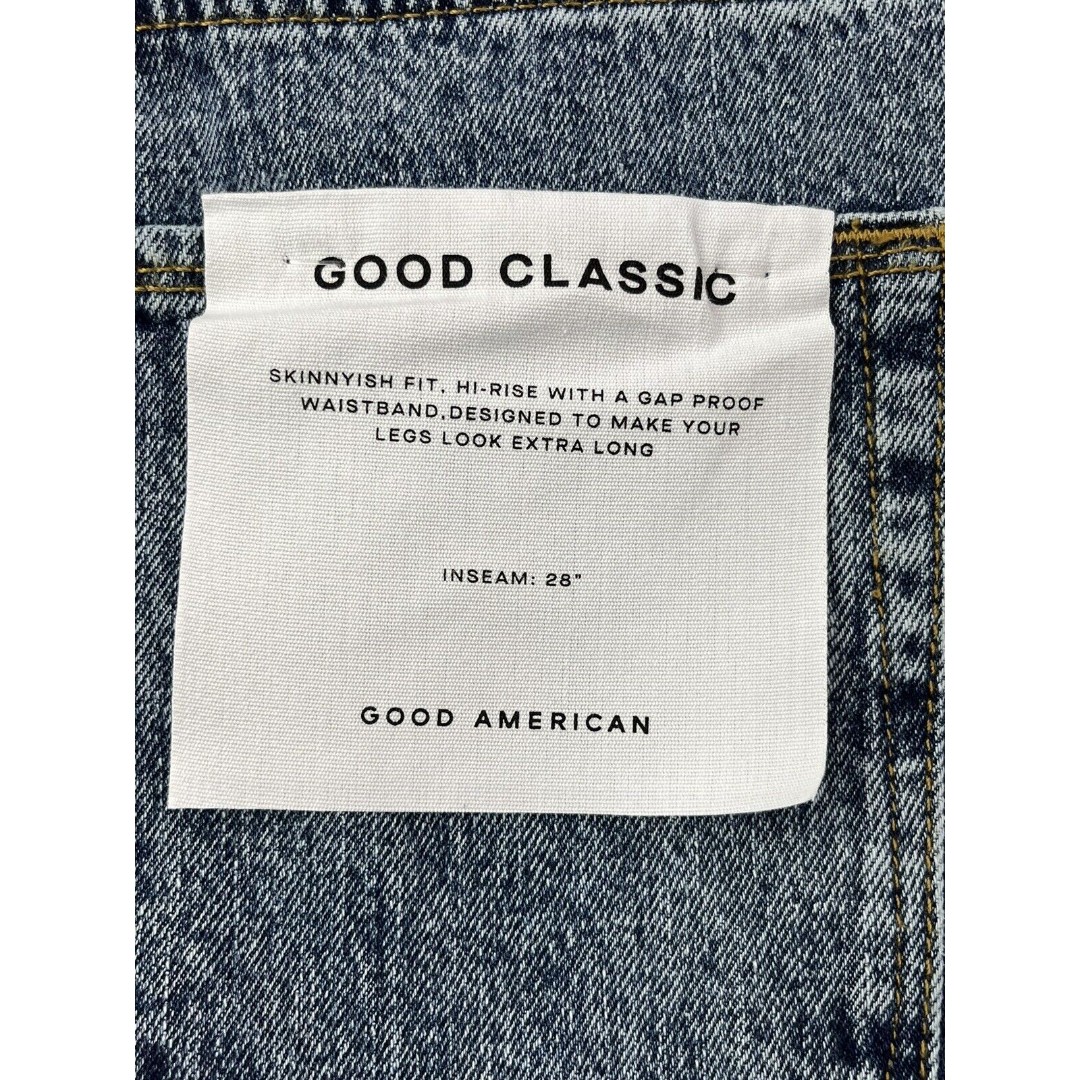 GOOD CLASSIC
SKINNYISH FIT, HI-RISE WITH A GAP PROOF
WAISTBAND,DESIGNED TO MAKE YOUR
LEGS LOOK EXTRA LONG
INSEAM: 28"
GOOD AMERICAN